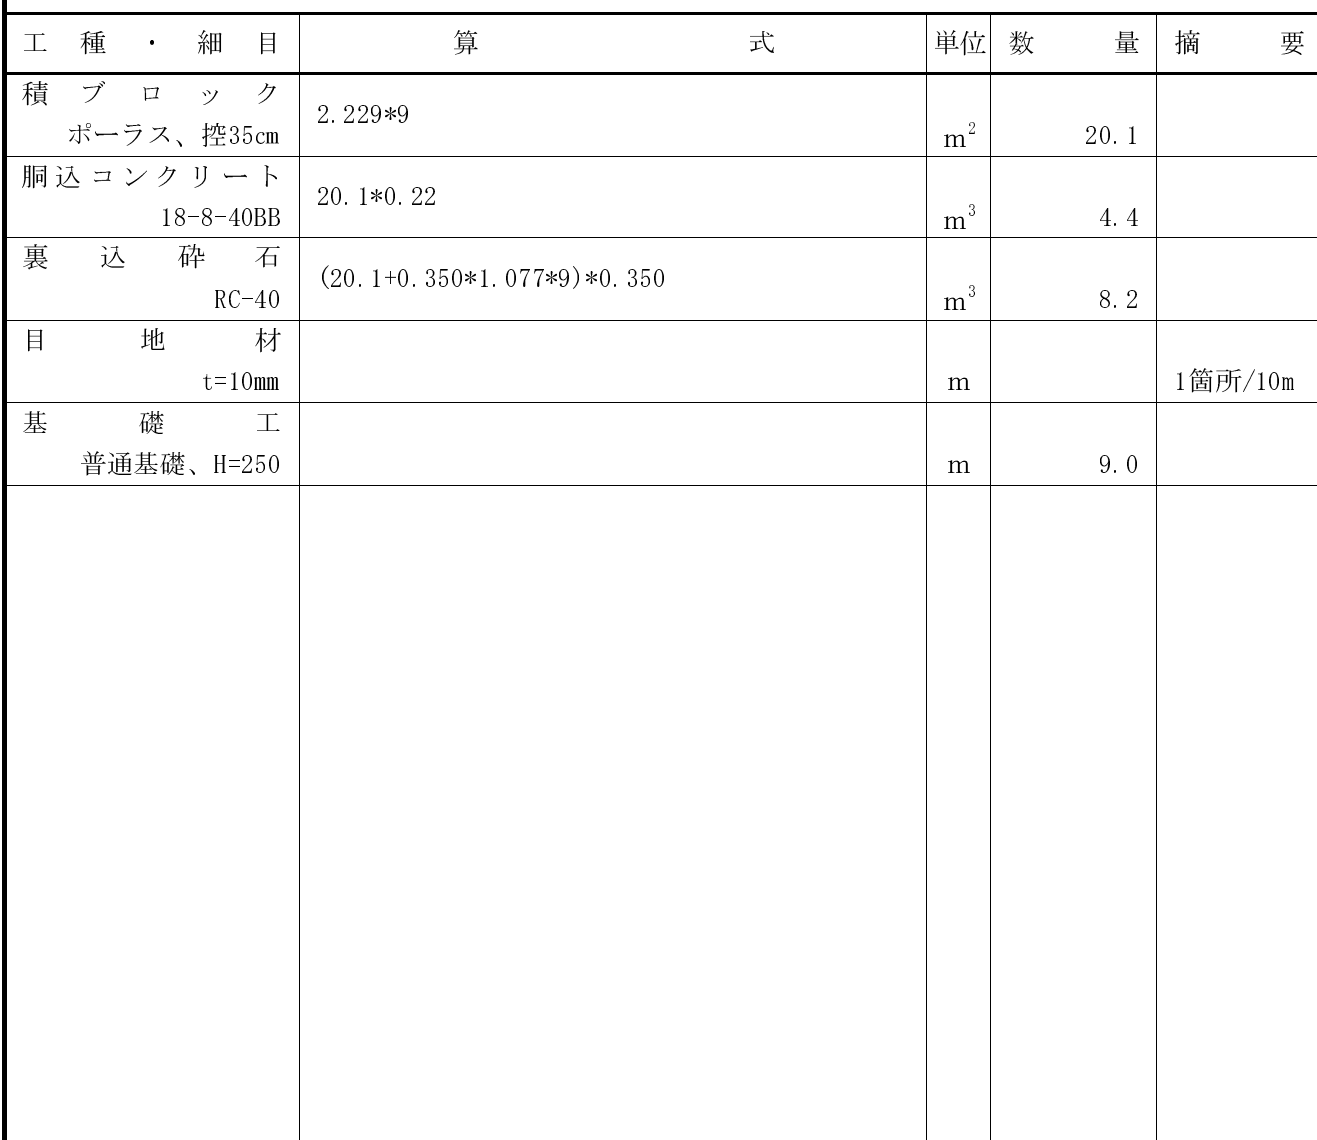 工種・細目 算式 単位 数量 摘要
積ブロック
2.229*9
ポーラス、控35cm m² 20.1
胴込コンクリート
20.1*0.22
18-8-40BB m³ 4.4
裏込砕石
(20.1+0.350*1.077*9)*0.350
RC-40 m³ 8.2
目地材
t=10mm m 1箇所/10m
基礎工
普通基礎、H=250 m 9.0